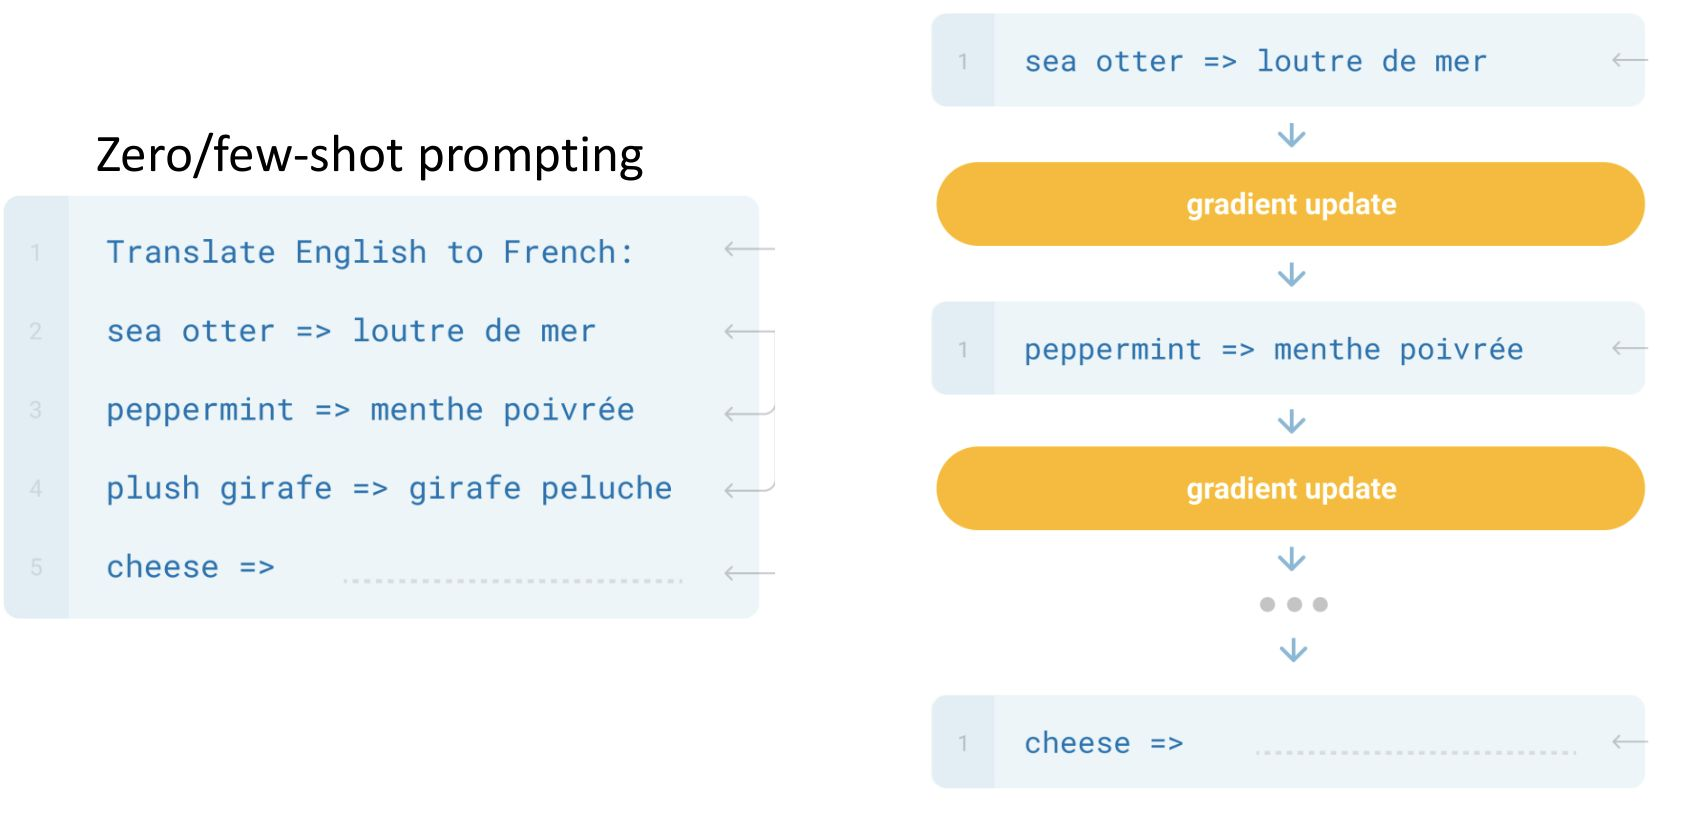 Zero/few-shot prompting
1 Translate English to French:
2 sea otter => loutre de mer
3 peppermint => menthe poivrée
4 plush girafe => girafe peluche
5 cheese =>
1 sea otter => loutre de mer
gradient update
1 peppermint => menthe poivrée
gradient update
1 cheese =>